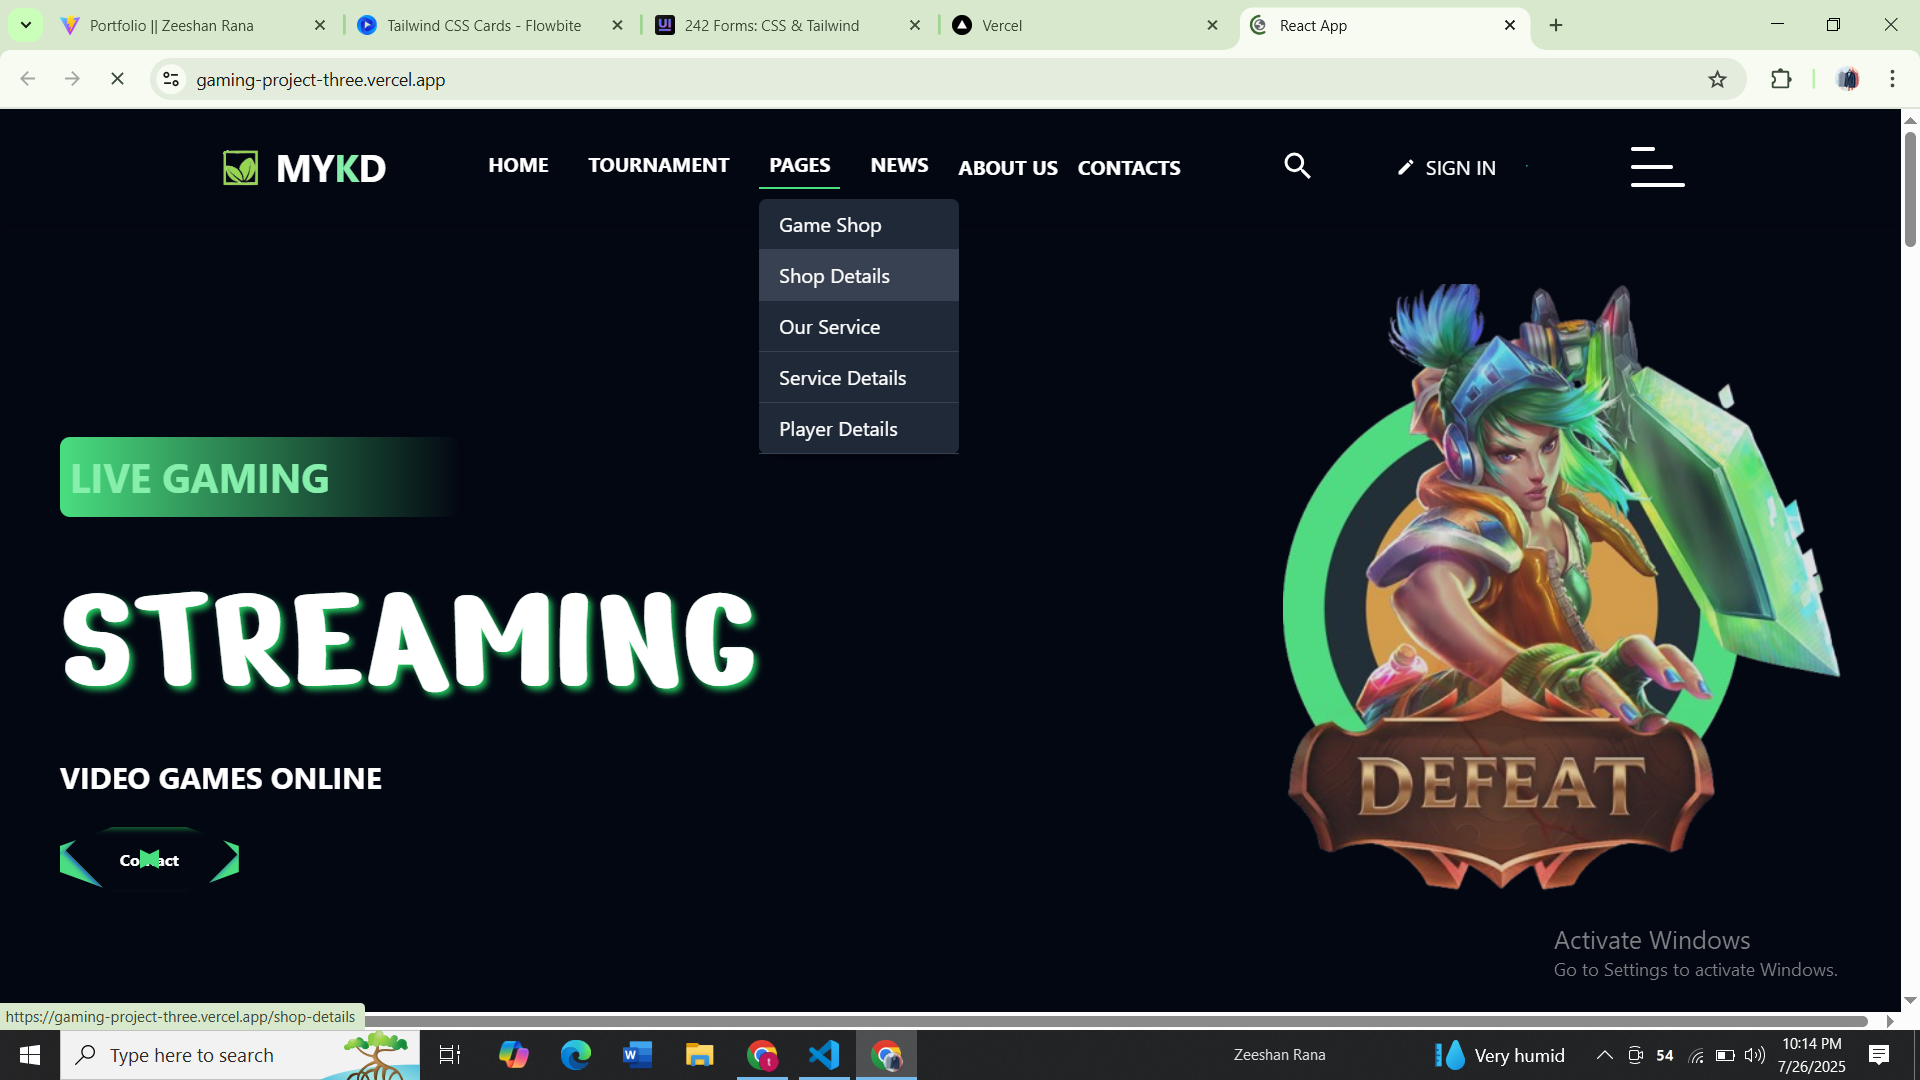 Portfolio || Zeeshan Rana
Tailwind CSS Cards - Flowbite
UI
242 Forms: CSS & Tailwind
Vercel
React App
gaming-project-three.vercel.app
MYKD
HOME
TOURNAMENT
PAGES
NEWS
ABOUT US
CONTACTS
SIGN IN
Game Shop
Shop Details
Our Service
Service Details
Player Details
LIVE GAMING
STREAMING
VIDEO GAMES ONLINE
Contact
DEFEAT
Activate Windows
Go to Settings to activate Windows.
https://gaming-project-three.vercel.app/shop-details
Type here to search
Zeeshan Rana
Very humid
54
10:14 PM
7/26/2025